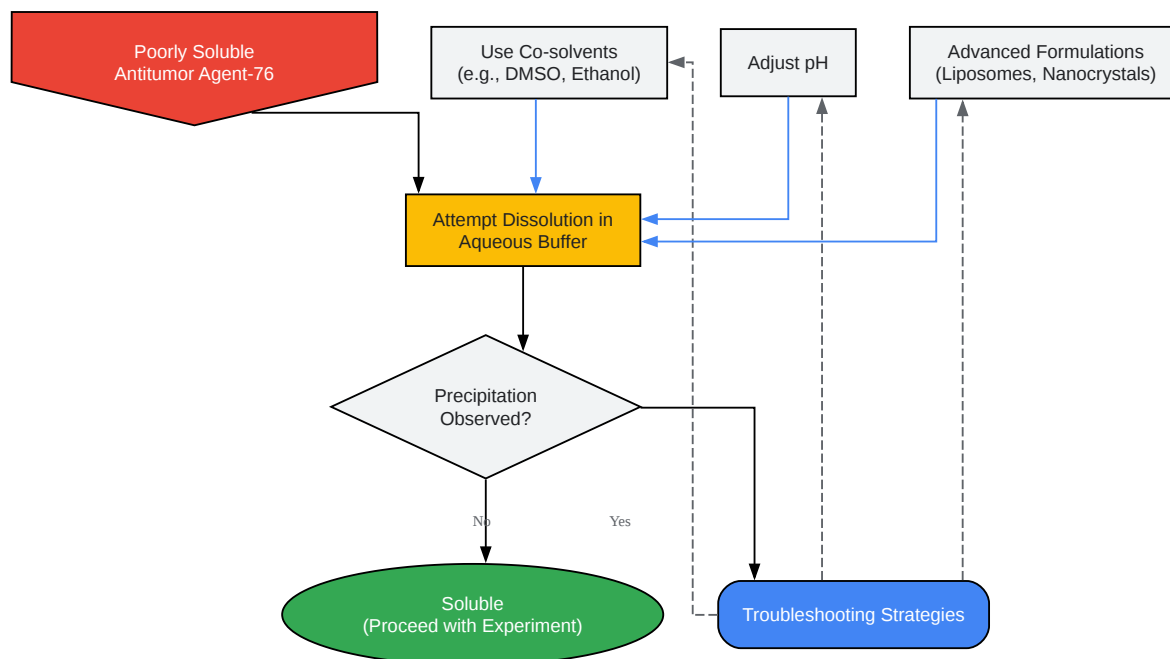 Poorly Soluble
Antitumor Agent-76
Use Co-solvents
(e.g., DMSO, Ethanol)
Adjust pH
Advanced Formulations
(Liposomes, Nanocrystals)
Attempt Dissolution in
Aqueous Buffer
Precipitation
Observed?
No
Yes
Soluble
(Proceed with Experiment)
Troubleshooting Strategies